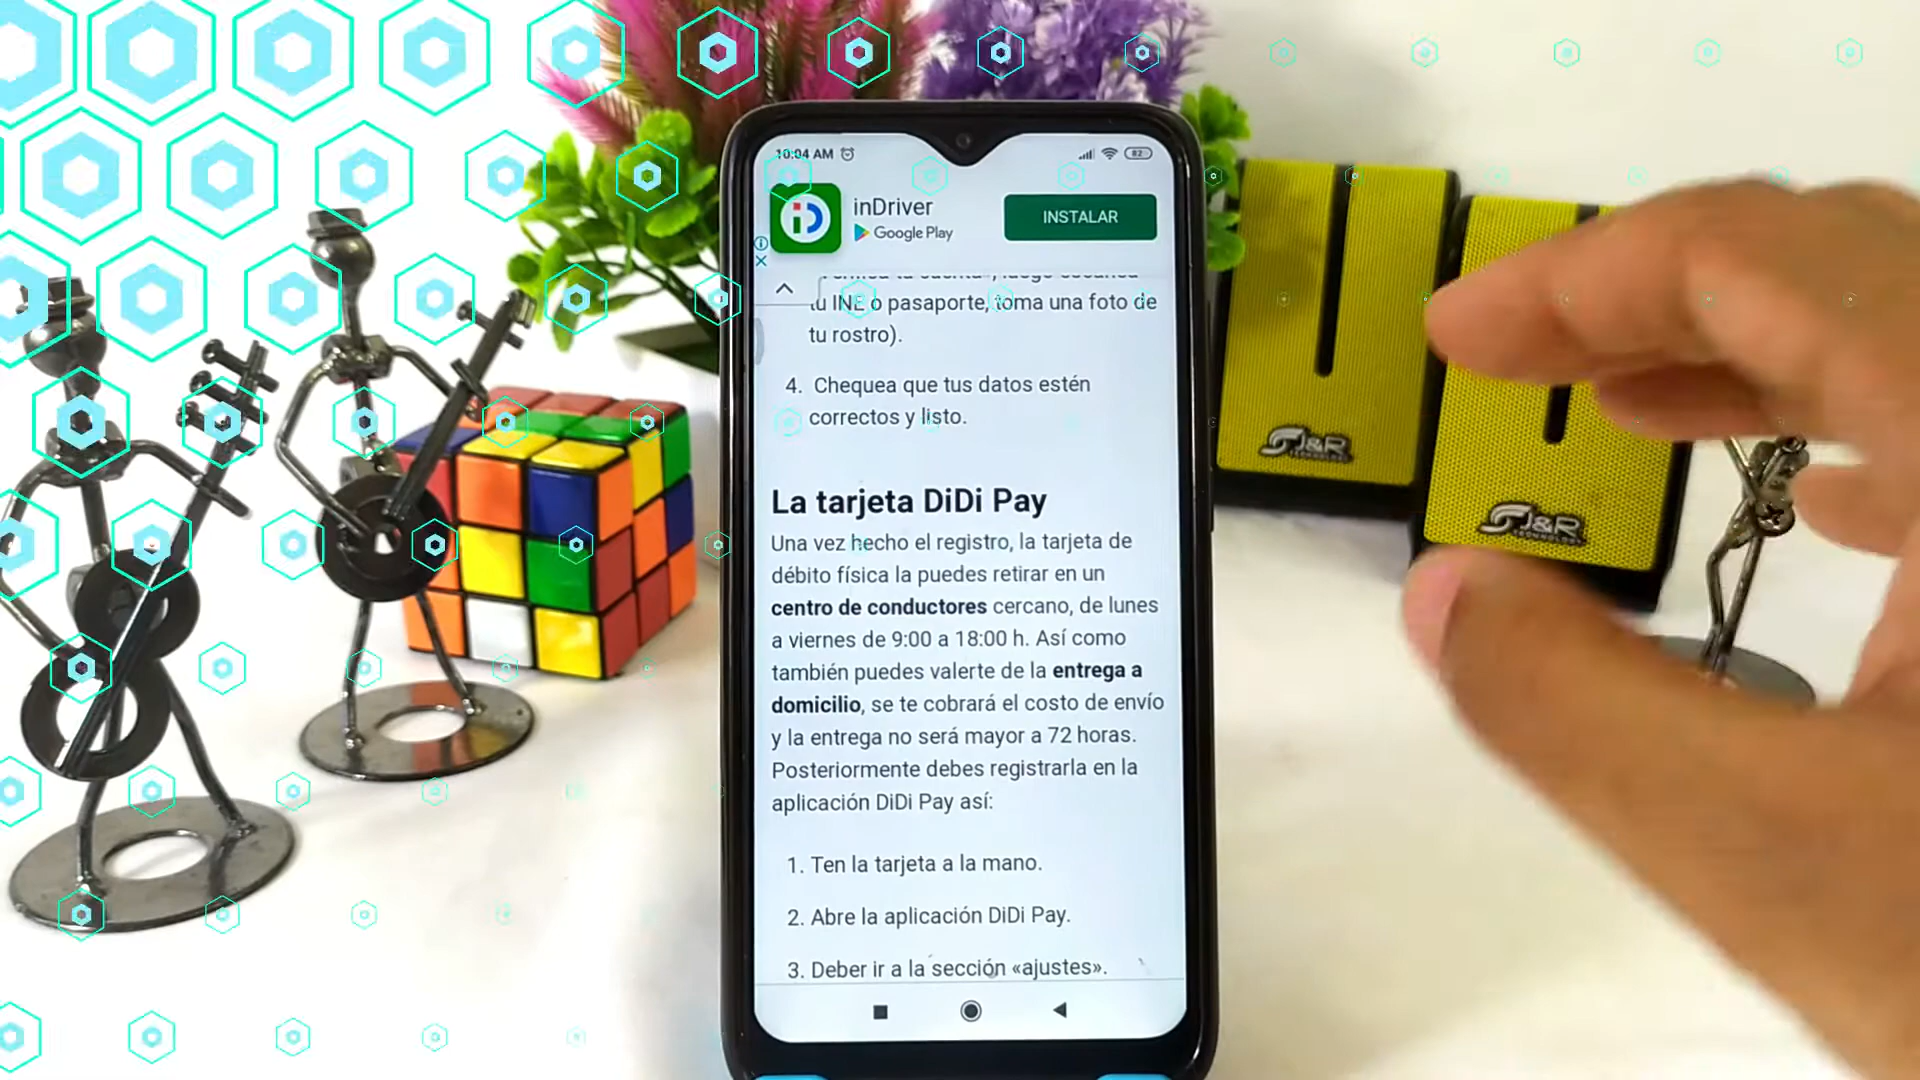 10:04 AM
82
inDriver
Google Play
INSTALAR
tu INE o pasaporte, toma una foto de
tu rostro).
4. Chequea que tus datos estén
correctos y listo.
La tarjeta DiDi Pay
Una vez hecho el registro, la tarjeta de
débito física la puedes retirar en un
centro de conductores cercano, de lunes
a viernes de 9:00 a 18:00 h. Así como
también puedes valerte de la entrega a
domicilio, se te cobrará el costo de envío
y la entrega no será mayor a 72 horas.
Posteriormente debes registrarla en la
aplicación DiDi Pay así:
1. Ten la tarjeta a la mano.
2. Abre la aplicación DiDi Pay.
3. Deber ir a la sección «ajustes».
J&R
TECHNOLOGY
J&R
TECHNOLOGY